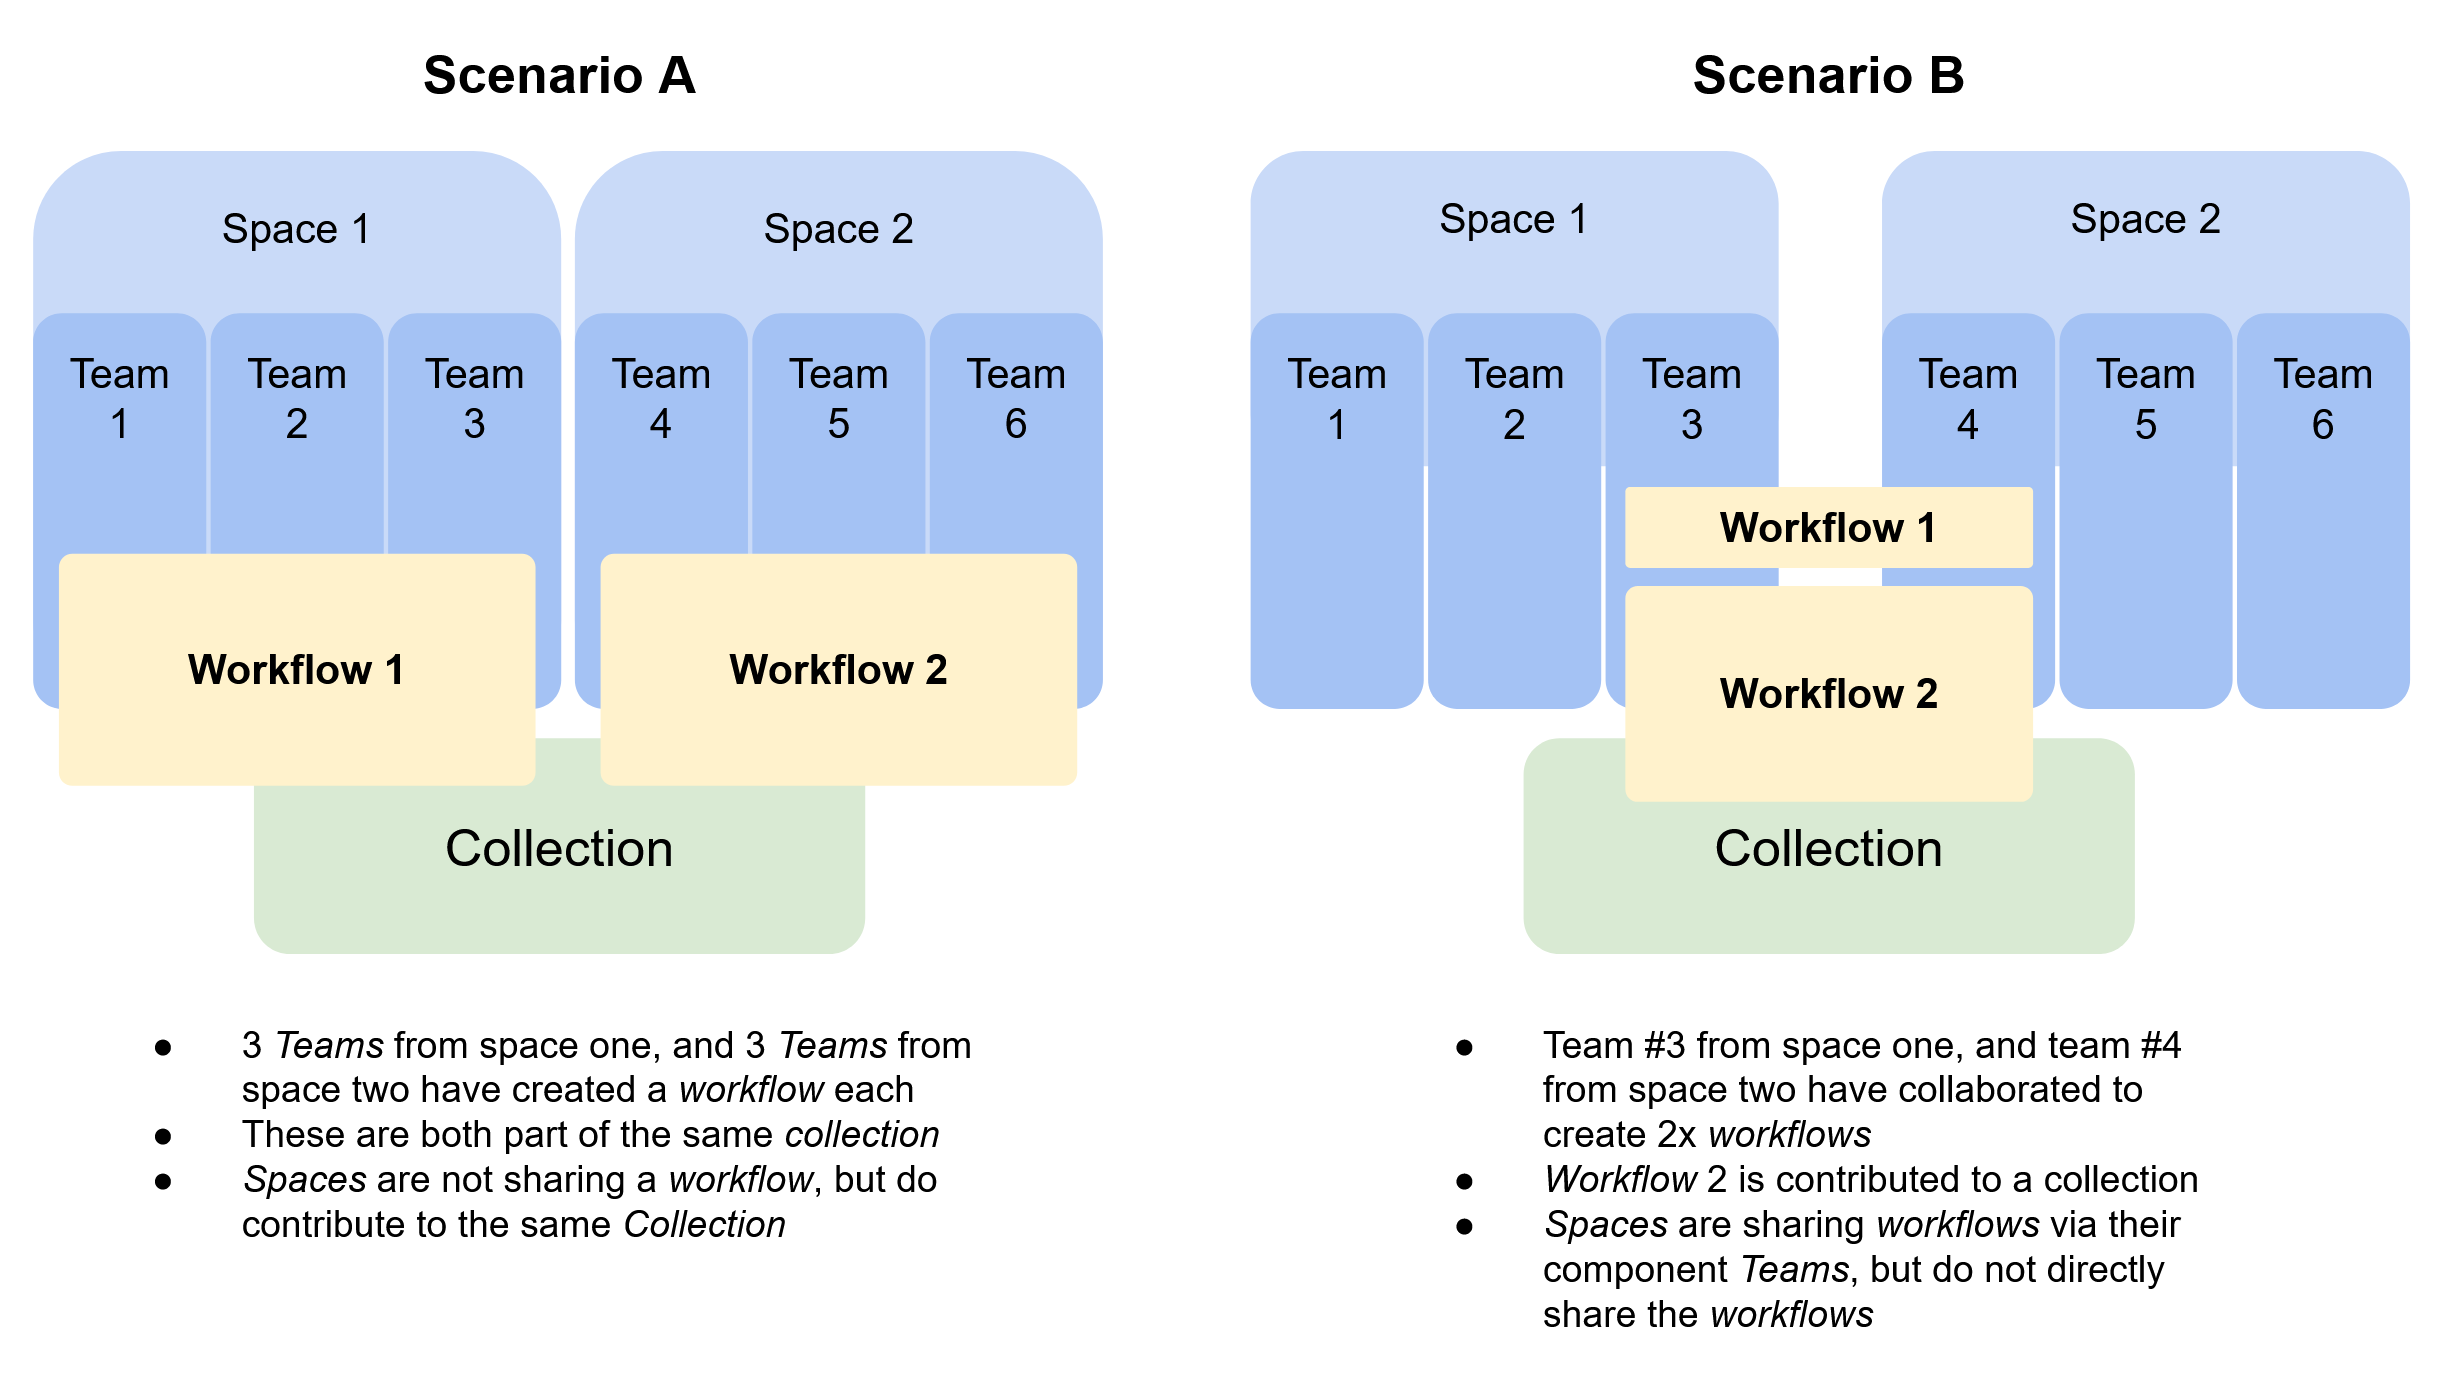 Scenario A
Space 1
Space 2
Team
1
Team
2
Team
3
Team
4
Team
5
Team
6
Workflow 1
Workflow 2
Collection
● 3 Teams from space one, and 3 Teams from
space two have created a workflow each
● These are both part of the same collection
● Spaces are not sharing a workflow, but do
contribute to the same Collection
Scenario B
Space 1
Space 2
Team
1
Team
2
Team
3
Team
4
Team
5
Team
6
Workflow 1
Workflow 2
Collection
● Team #3 from space one, and team #4
from space two have collaborated to
create 2x workflows
● Workflow 2 is contributed to a collection
● Spaces are sharing workflows via their
component Teams, but do not directly
share the workflows